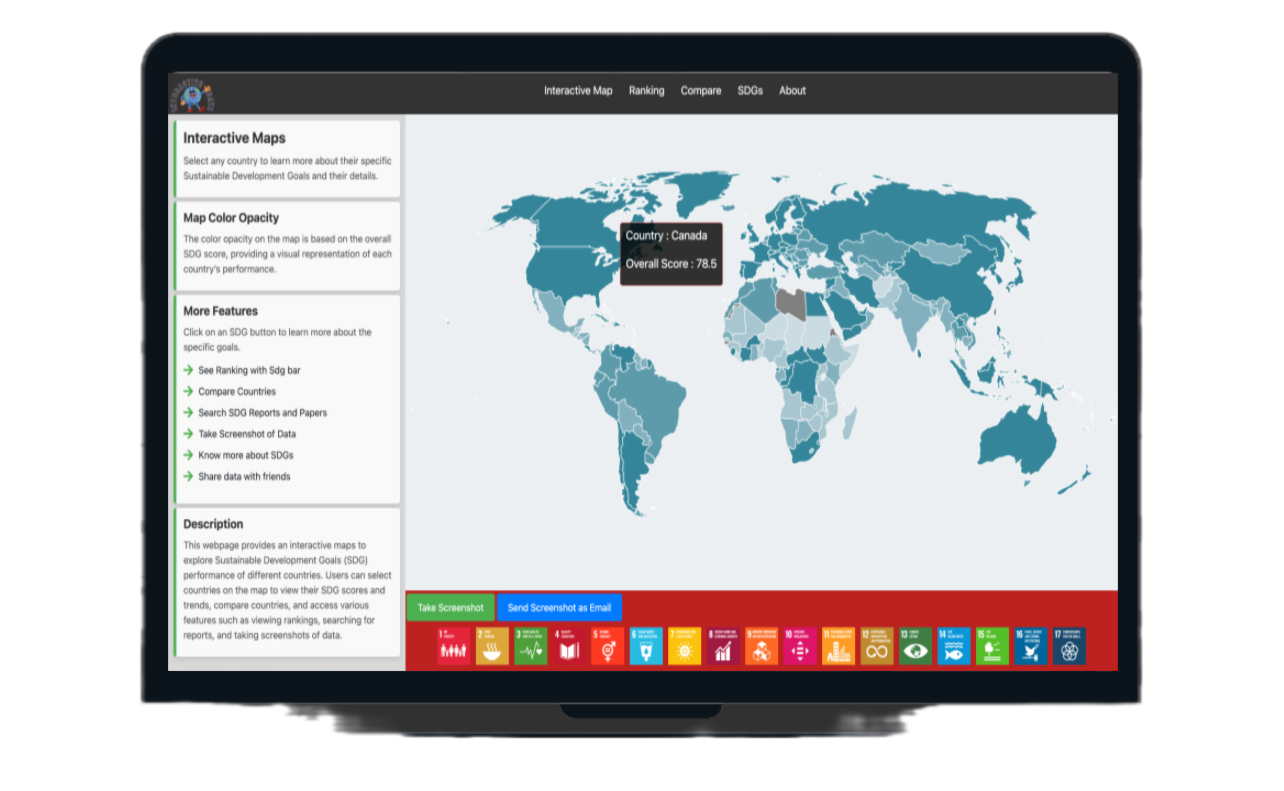 Interactive Map Ranking Compare SDGs About
Interactive Maps
Select any country to learn more about their specific
Sustainable Development Goals and their details.
Map Color Opacity
The color opacity on the map is based on the overall
SDG score, providing a visual representation of each
country's performance.
More Features
Click on an SDG button to learn more about the
specific goals.
See Ranking with Sdg bar
Compare Countries
Search SDG Reports and Papers
Take Screenshot of Data
Know more about SDGs
Share data with friends
Description
This webpage provides an interactive maps to
explore Sustainable Development Goals (SDG)
performance of different countries. Users can select
countries on the map to view their SDG scores and
trends, compare countries, and access various
features such as viewing rankings, searching for
reports, and taking screenshots of data.
Country : Canada
Overall Score : 78.5
Take Screenshot Send Screenshot as Email
1 2 3 4 5 6 7 8 9 10 11 12 13 14 15 16 17